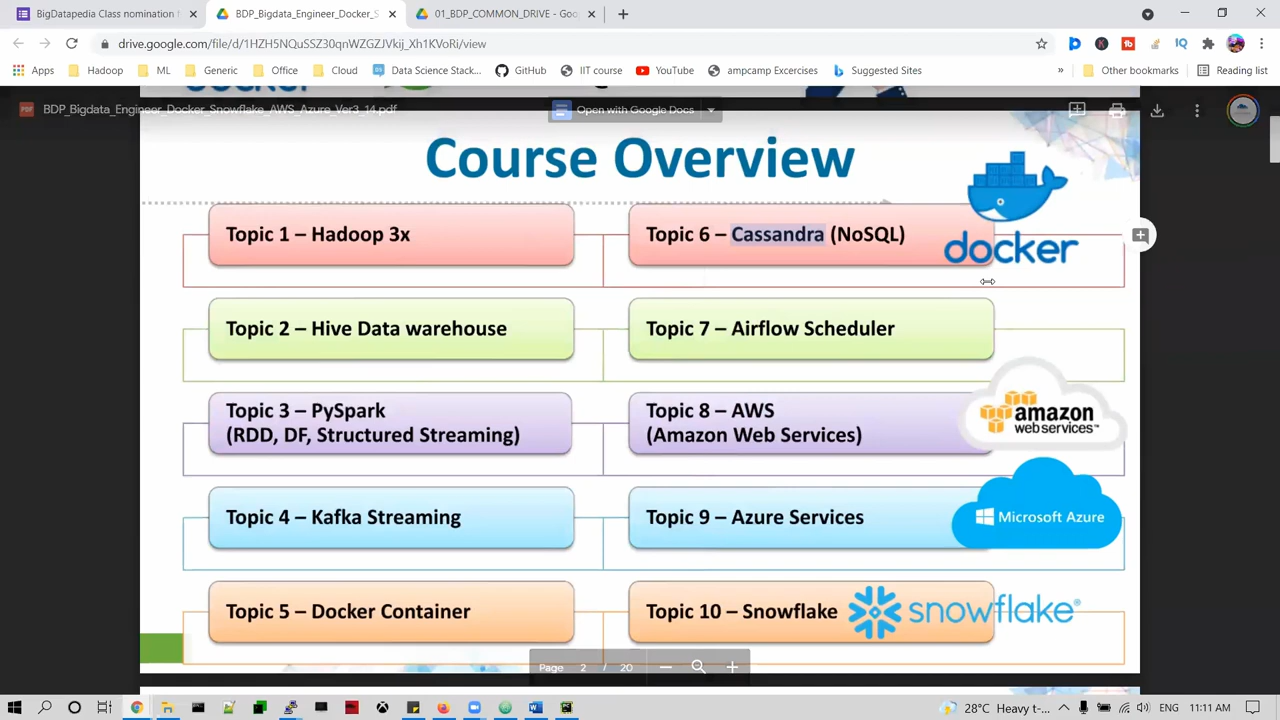 BigDatapedia Class nomination f
BDP_Bigdata_Engineer_Docker_S
01_BDP_COMMON_DRIVE - Goo
drive.google.com/file/d/1HZH5NQuSSZ30qnWZGZJVkij_Xh1KVoRi/view
Apps
Hadoop
ML
Generic
Office
Cloud
Data Science Stack...
GitHub
IIT course
YouTube
ampcamp Excercises
Suggested Sites
»
Other bookmarks
Reading list
BDP_Bigdata_Engineer_Docker_Snowflake_AWS_Azure_Ver3_14.pdf
Open with Google Docs
Course Overview
Topic 1 – Hadoop 3x
Topic 6 – Cassandra (NoSQL)
docker
Topic 2 – Hive Data warehouse
Topic 7 – Airflow Scheduler
Topic 3 – PySpark
(RDD, DF, Structured Streaming)
Topic 8 – AWS
(Amazon Web Services)
amazon
webservices™
Topic 4 – Kafka Streaming
Topic 9 – Azure Services
Microsoft Azure
Topic 5 – Docker Container
Topic 10 – Snowflake
snowflake®
Page 2 / 20
28°C Heavy t...
ENG
11:11 AM